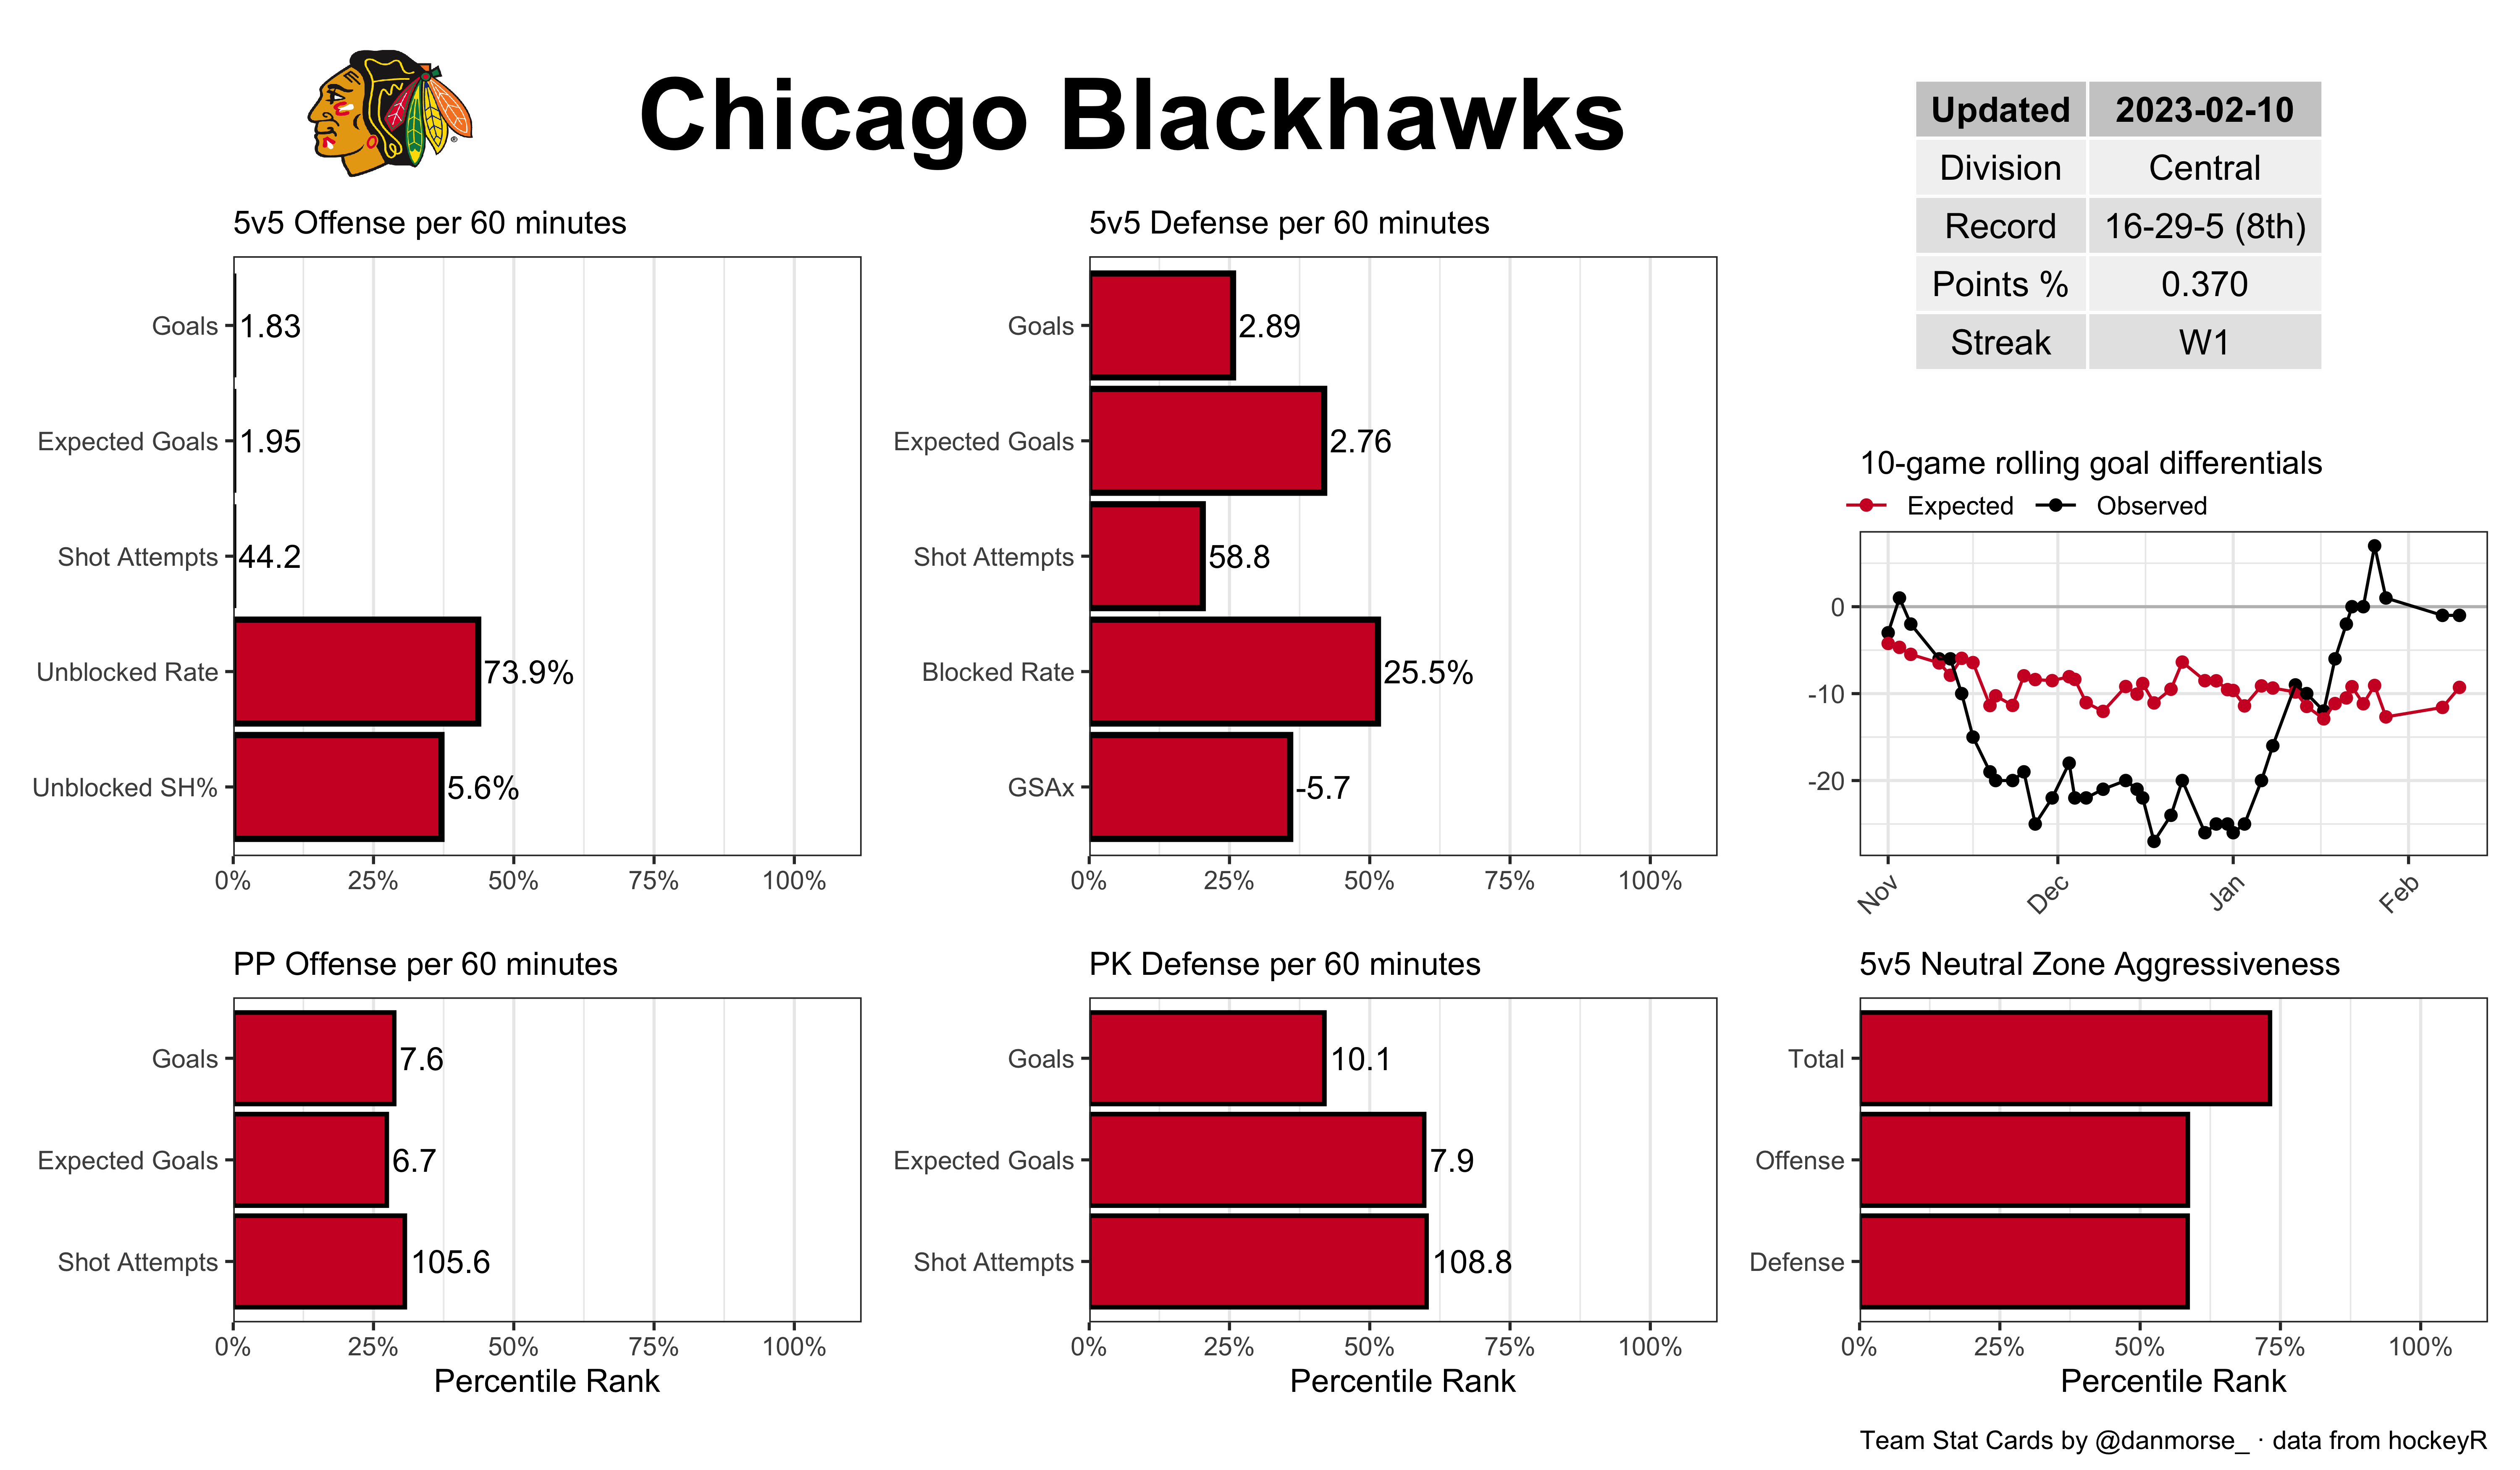 Chicago Blackhawks
Updated 2023-02-10
Division Central
Record 16-29-5 (8th)
Points % 0.370
Streak W1
5v5 Offense per 60 minutes
Goals 1.83
Expected Goals 1.95
Shot Attempts 44.2
Unblocked Rate 73.9%
Unblocked SH% 5.6%
0% 25% 50% 75% 100%
5v5 Defense per 60 minutes
Goals 2.89
Expected Goals 2.76
Shot Attempts 58.8
Blocked Rate 25.5%
GSAx -5.7
0% 25% 50% 75% 100%
10-game rolling goal differentials
Expected Observed
0
-10
-20
Nov Dec Jan Feb
PP Offense per 60 minutes
Goals 7.6
Expected Goals 6.7
Shot Attempts 105.6
0% 25% 50% 75% 100%
Percentile Rank
PK Defense per 60 minutes
Goals 10.1
Expected Goals 7.9
Shot Attempts 108.8
0% 25% 50% 75% 100%
Percentile Rank
5v5 Neutral Zone Aggressiveness
Total
Offense
Defense
0% 25% 50% 75% 100%
Percentile Rank
Team Stat Cards by @danmorse_ · data from hockeyR